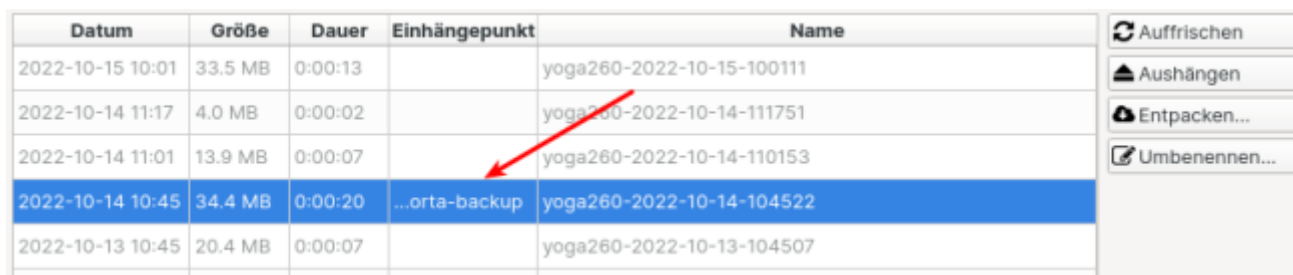 Datum Größe Dauer Einhängepunkt Name
2022-10-15 10:01 33.5 MB 0:00:13 yoga260-2022-10-15-100111
2022-10-14 11:17 4.0 MB 0:00:02 yoga260-2022-10-14-111751
2022-10-14 11:01 13.9 MB 0:00:07 yoga260-2022-10-14-110153
2022-10-14 10:45 34.4 MB 0:00:20 ...orta-backup yoga260-2022-10-14-104522
2022-10-13 10:45 20.4 MB 0:00:07 yoga260-2022-10-13-104507
Auffrischen
Aushängen
Entpacken...
Umbenennen...